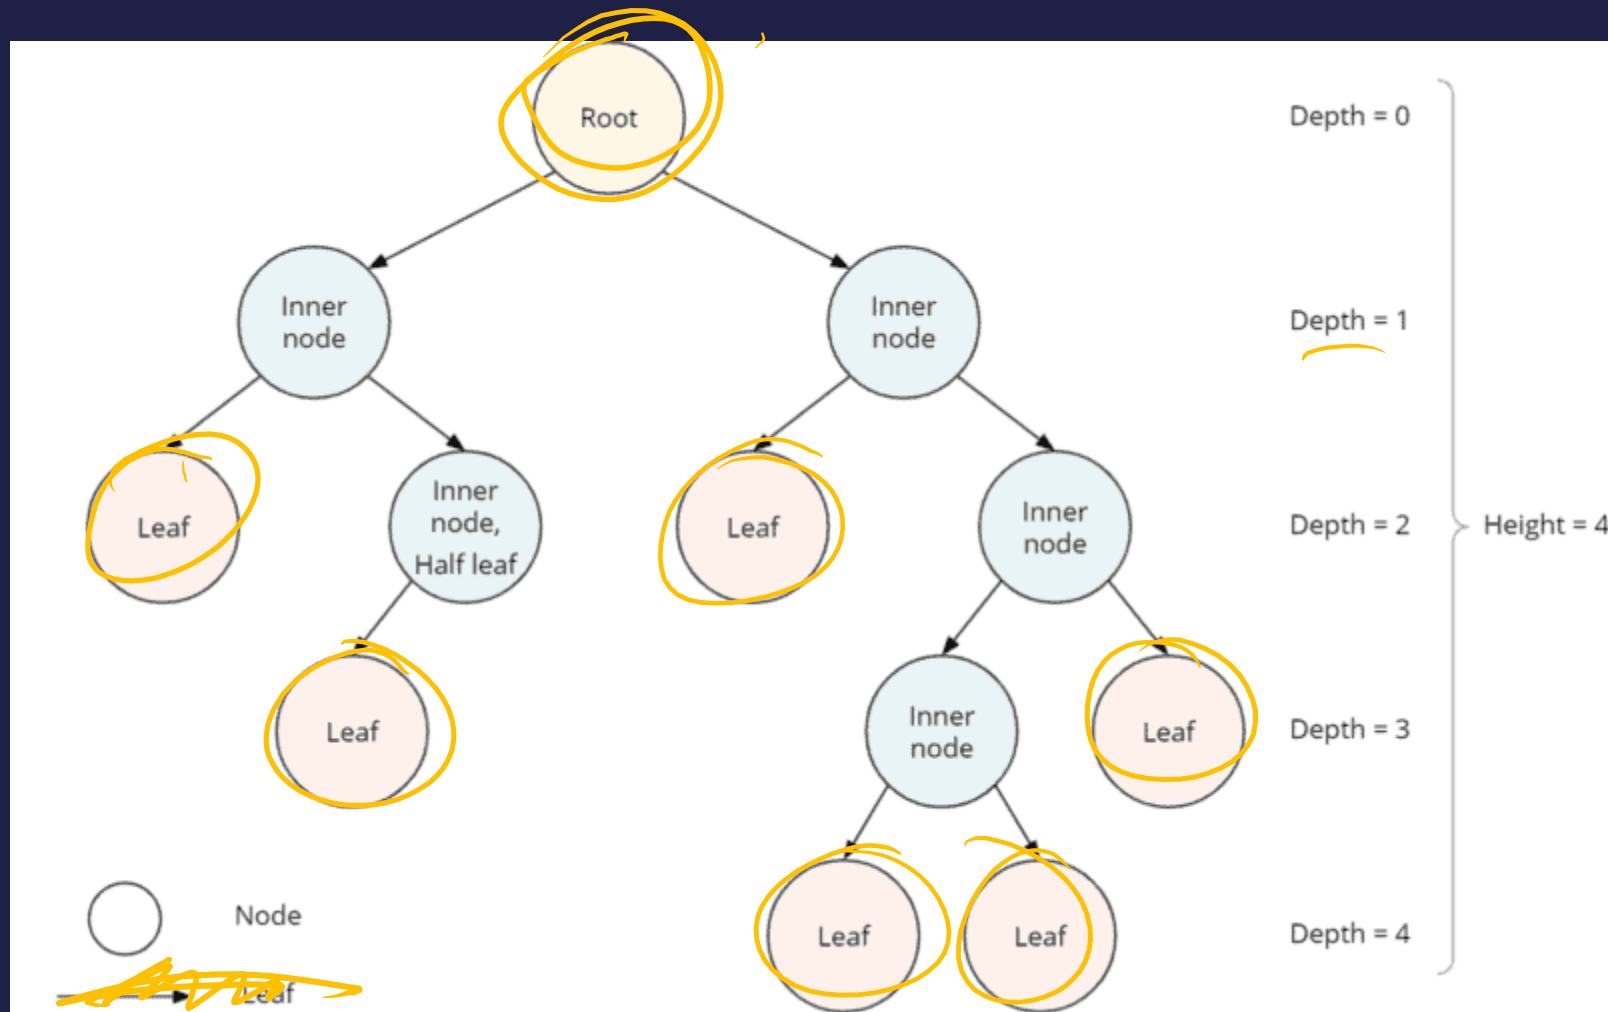 Root
Depth = 0
Inner
node
Inner
node
Depth = 1
Leaf
Inner
node,
Half leaf
Leaf
Inner
node
Depth = 2
Height = 4
Leaf
Inner
node
Leaf
Depth = 3
Leaf
Leaf
Depth = 4
Node
Leaf